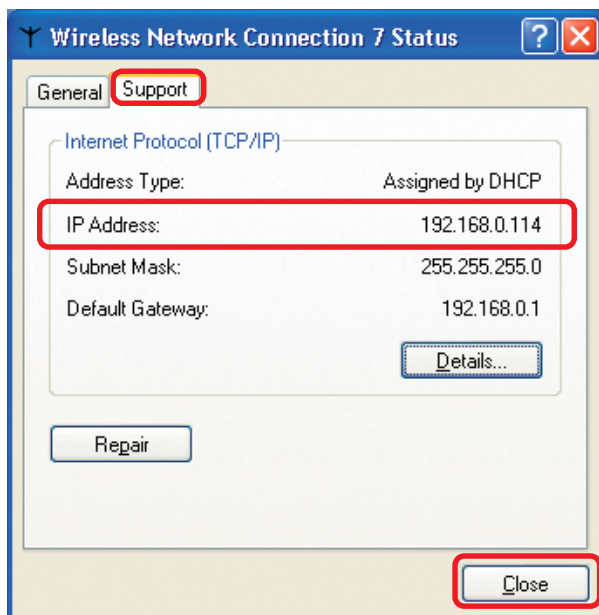 Wireless Network Connection 7 Status
General Support
Internet Protocol (TCP/IP)
Address Type: Assigned by DHCP
IP Address: 192.168.0.114
Subnet Mask: 255.255.255.0
Default Gateway: 192.168.0.1
Details...
Repair
Close